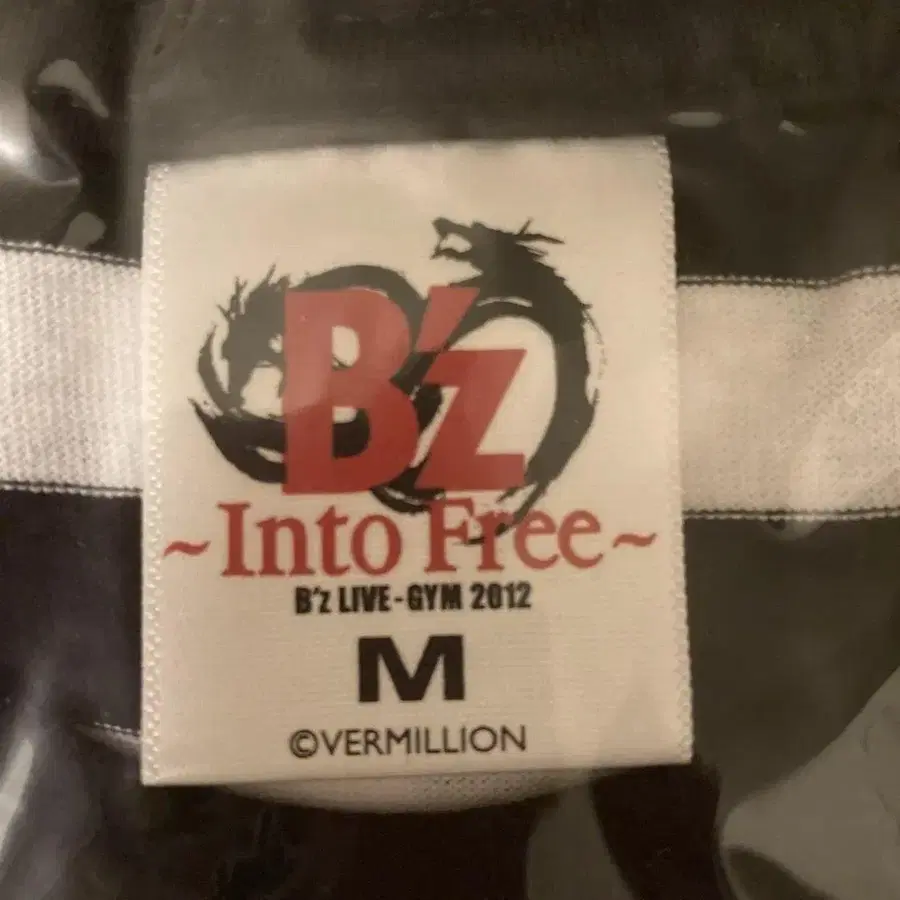 B'z
~Into Free~
B'z LIVE-GYM 2012
M
©VERMILLION